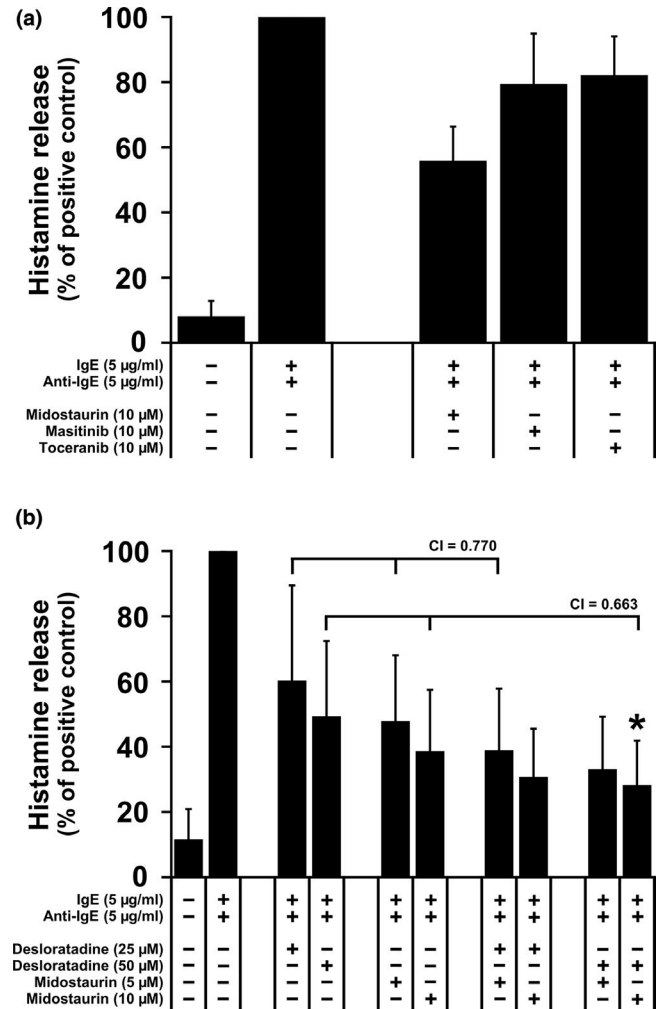 (a)
Histamine release
(% of positive control)
100
80
60
40
20
0
IgE (5 µg/ml) – + + + +
Anti-IgE (5 µg/ml) – + + + +
Midostaurin (10 µM) – – + – –
Masitinib (10 µM) – – – + –
Toceranib (10 µM) – – – – +
(b)
Histamine release
(% of positive control)
100
80
60
40
20
0
CI = 0.770
CI = 0.663
*
IgE (5 µg/ml) – + + + + + + + + +
Anti-IgE (5 µg/ml) – + + + + + + + + +
Desloratadine (25 µM) – – + – – – + + – –
Desloratadine (50 µM) – – – + – – – – + +
Midostaurin (5 µM) – – – – + – + – + –
Midostaurin (10 µM) – – – – – + – + – +